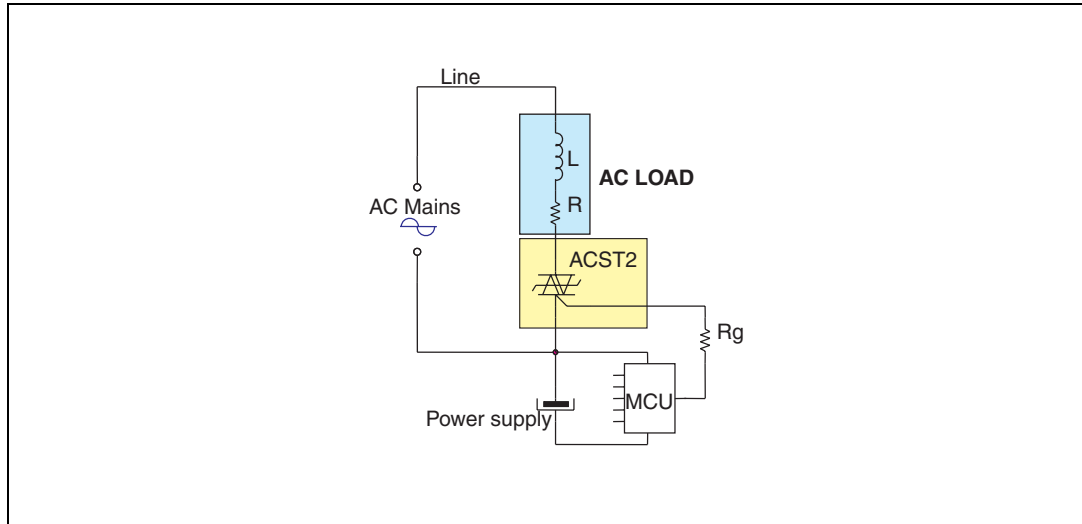 Line
L
AC LOAD
R
AC Mains
ACST2
Rg
MCU
Power supply